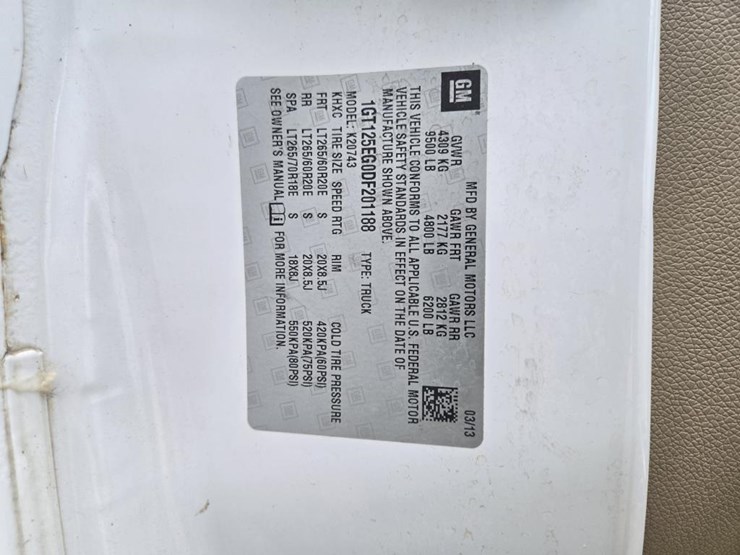 GM
MFD BY GENERAL MOTORS LLC 03/13
GVWR GAWR FRT GAWR RR
4309 KG 2177 KG 2812 KG
9500 LB 4800 LB 6200 LB
THIS VEHICLE CONFORMS TO ALL APPLICABLE U.S. FEDERAL MOTOR
VEHICLE SAFETY STANDARDS IN EFFECT ON THE DATE OF
MANUFACTURE SHOWN ABOVE.
1GT125EG0DF201188 TYPE: TRUCK
MODEL: K20743
KHXC TIRE SIZE SPEED RTG RIM COLD TIRE PRESSURE
FRT LT265/60R20E S 20X8.5J 420KPA(60PSI)
RR LT265/60R20E S 20X8.5J 520KPA(75PSI)
SPA LT265/70R18E S 18X8J 550KPA(80PSI)
SEE OWNER'S MANUAL FOR MORE INFORMATION.